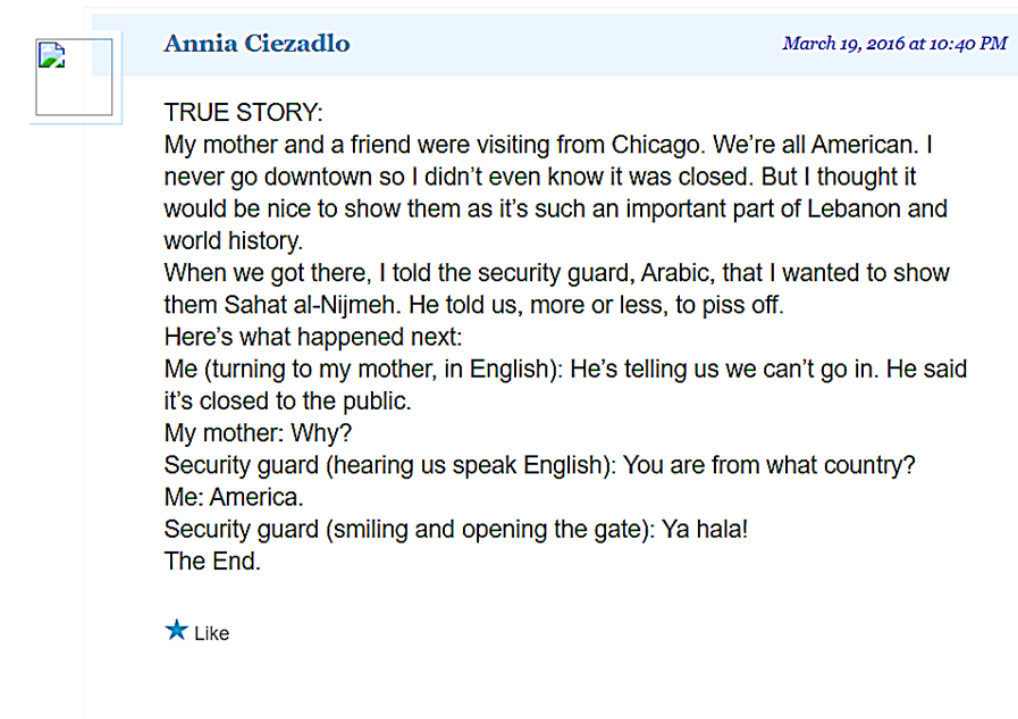 Annia Ciezadlo
March 19, 2016 at 10:40 PM
TRUE STORY:
My mother and a friend were visiting from Chicago. We're all American. I
never go downtown so I didn't even know it was closed. But I thought it
would be nice to show them as it's such an important part of Lebanon and
world history.
When we got there, I told the security guard, Arabic, that I wanted to show
them Sahat al-Nijmeh. He told us, more or less, to piss off.
Here's what happened next:
Me (turning to my mother, in English): He's telling us we can't go in. He said
it's closed to the public.
My mother: Why?
Security guard (hearing us speak English): You are from what country?
Me: America.
Security guard (smiling and opening the gate): Ya hala!
The End.
Like